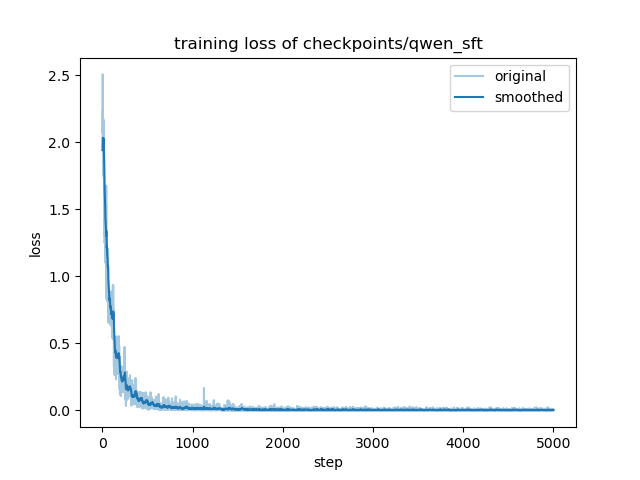 training loss of checkpoints/qwen_sft
original
smoothed
2.5
2.0
1.5
1.0
0.5
0.0
loss
0 1000 2000 3000 4000 5000
step